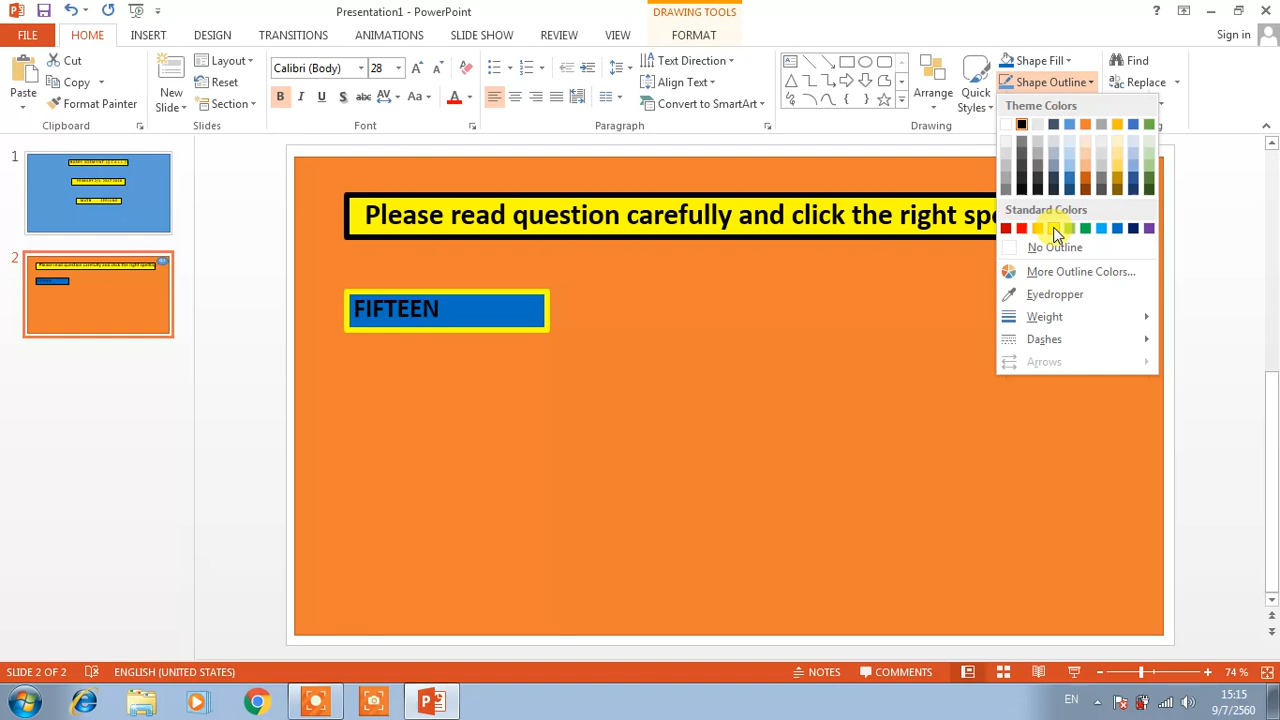 Presentation1 - PowerPoint
DRAWING TOOLS
?
FILE
HOME
INSERT
DESIGN
TRANSITIONS
ANIMATIONS
SLIDE SHOW
REVIEW
VIEW
FORMAT
Sign in
Paste
Cut
Copy
Format Painter
Clipboard
New Slide
Layout
Reset
Section
Slides
Calibri (Body)
28
B I U S abc AV Aa A
Font
Text Direction
Align Text
Convert to SmartArt
Paragraph
Arrange
Quick Styles
Drawing
Shape Fill
Shape Outline
Find
Replace
Theme Colors
Standard Colors
No Outline
More Outline Colors...
Eyedropper
Weight
Dashes
Arrows
1
2
Please read question carefully and click the right spe
FIFTEEN
SLIDE 2 OF 2
ENGLISH (UNITED STATES)
NOTES
COMMENTS
74 %
EN
15:15
9/7/2560